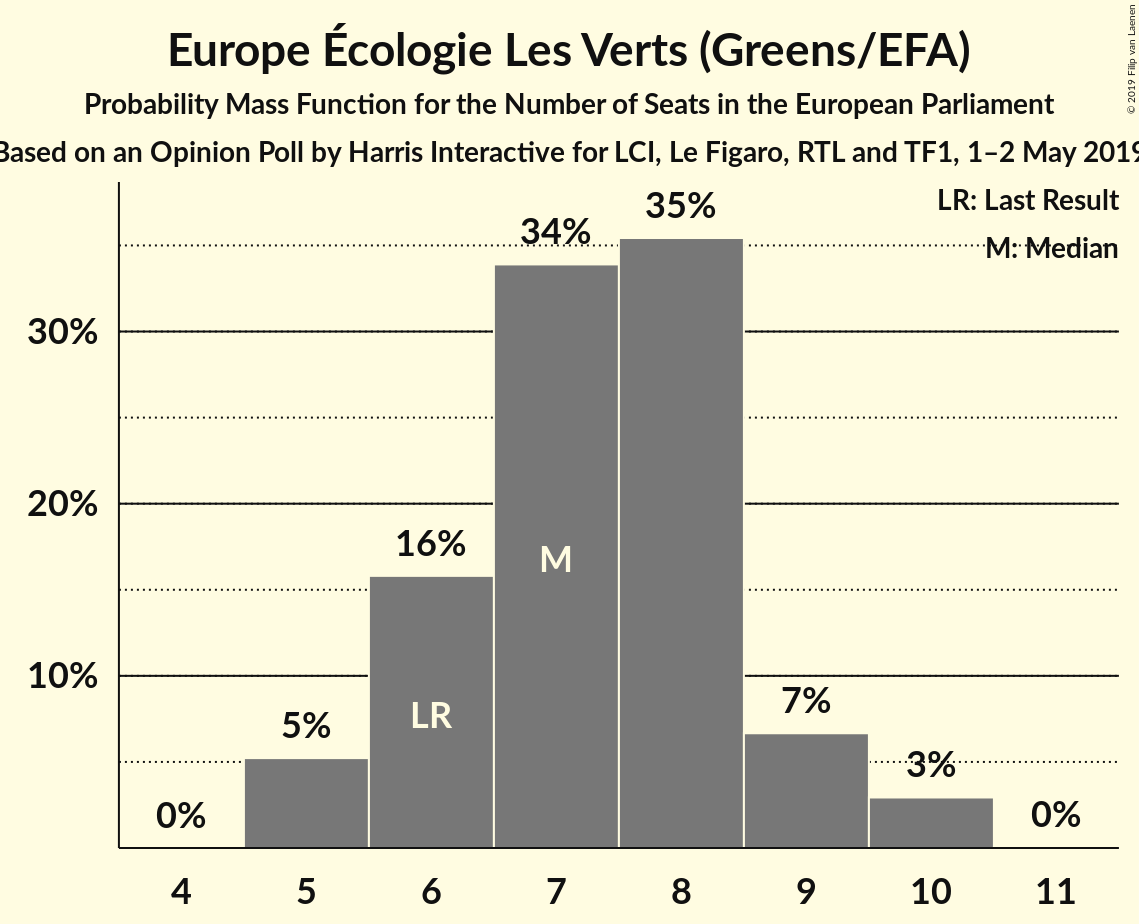 Europe Écologie Les Verts (Greens/EFA)
Probability Mass Function for the Number of Seats in the European Parliament
Based on an Opinion Poll by Harris Interactive for LCI, Le Figaro, RTL and TF1, 1–2 May 2019
© 2019 Filip van Laenen
LR: Last Result
M: Median
35%
34%
30%
20%
16%
M
10%
7%
LR
5%
3%
0%
0%
4 5 6 7 8 9 10 11